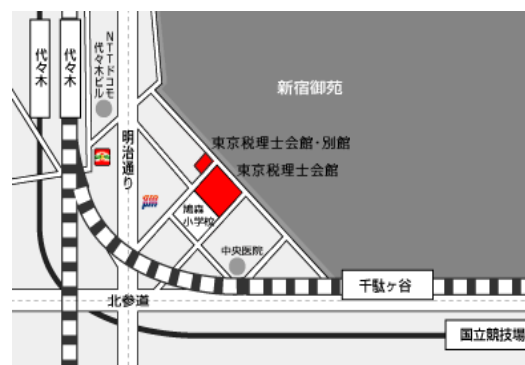 代々木
代々木
NTTドコモ
代々木ビル
新宿御苑
明治通り
東京税理士会館・別館
東京税理士会館
am
pm
鳩森
小学校
中央医院
千駄ヶ谷
北参道
国立競技場